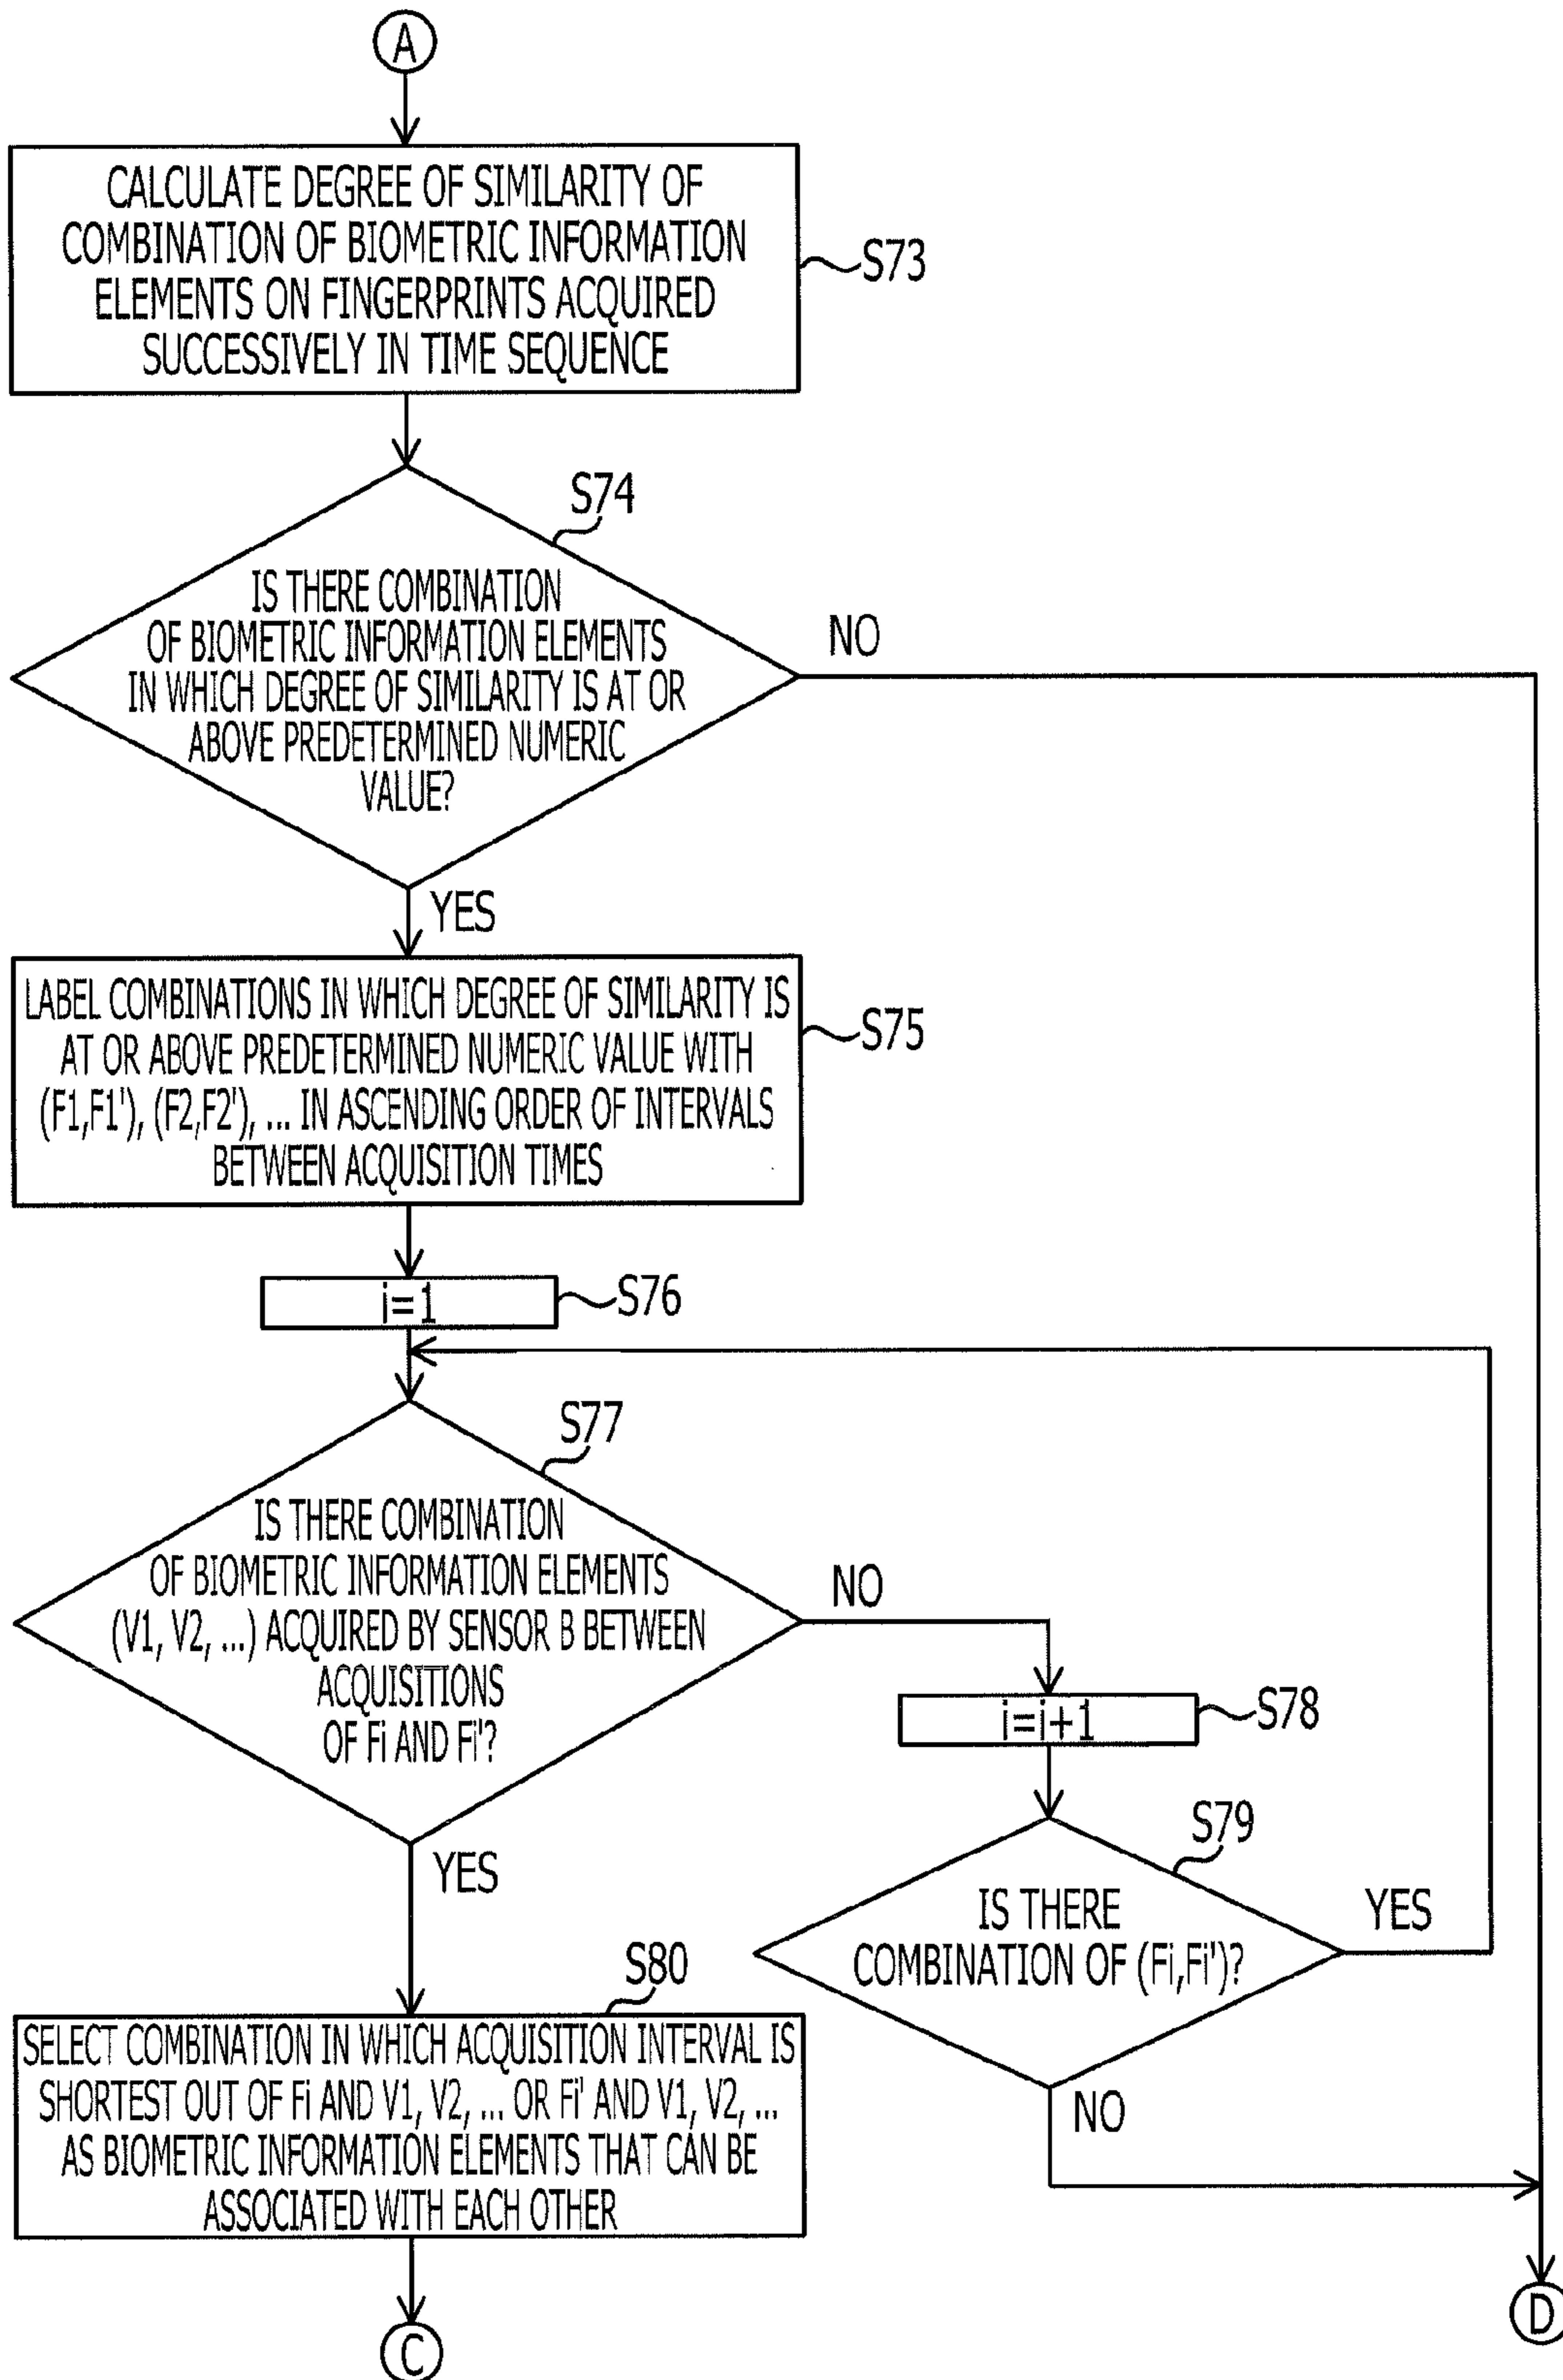 A
CALCULATE DEGREE OF SIMILARITY OF
COMBINATION OF BIOMETRIC INFORMATION
ELEMENTS ON FINGERPRINTS ACQUIRED
SUCCESSIVELY IN TIME SEQUENCE
S73
S74
IS THERE COMBINATION
OF BIOMETRIC INFORMATION ELEMENTS
IN WHICH DEGREE OF SIMILARITY IS AT OR
ABOVE PREDETERMINED NUMERIC
VALUE?
NO
YES
LABEL COMBINATIONS IN WHICH DEGREE OF SIMILARITY IS
AT OR ABOVE PREDETERMINED NUMERIC VALUE WITH
(F1,F1'), (F2,F2'), ... IN ASCENDING ORDER OF INTERVALS
BETWEEN ACQUISITION TIMES
S75
i=1
S76
S77
IS THERE COMBINATION
OF BIOMETRIC INFORMATION ELEMENTS
(V1, V2, ...) ACQUIRED BY SENSOR B BETWEEN
ACQUISITIONS
OF Fi AND Fi'?
NO
YES
i=i+1
S78
S79
IS THERE
COMBINATION OF (Fi,Fi')?
YES
NO
S80
SELECT COMBINATION IN WHICH ACQUISITION INTERVAL IS
SHORTEST OUT OF Fi AND V1, V2, ... OR Fi' AND V1, V2, ...
AS BIOMETRIC INFORMATION ELEMENTS THAT CAN BE
ASSOCIATED WITH EACH OTHER
C
D